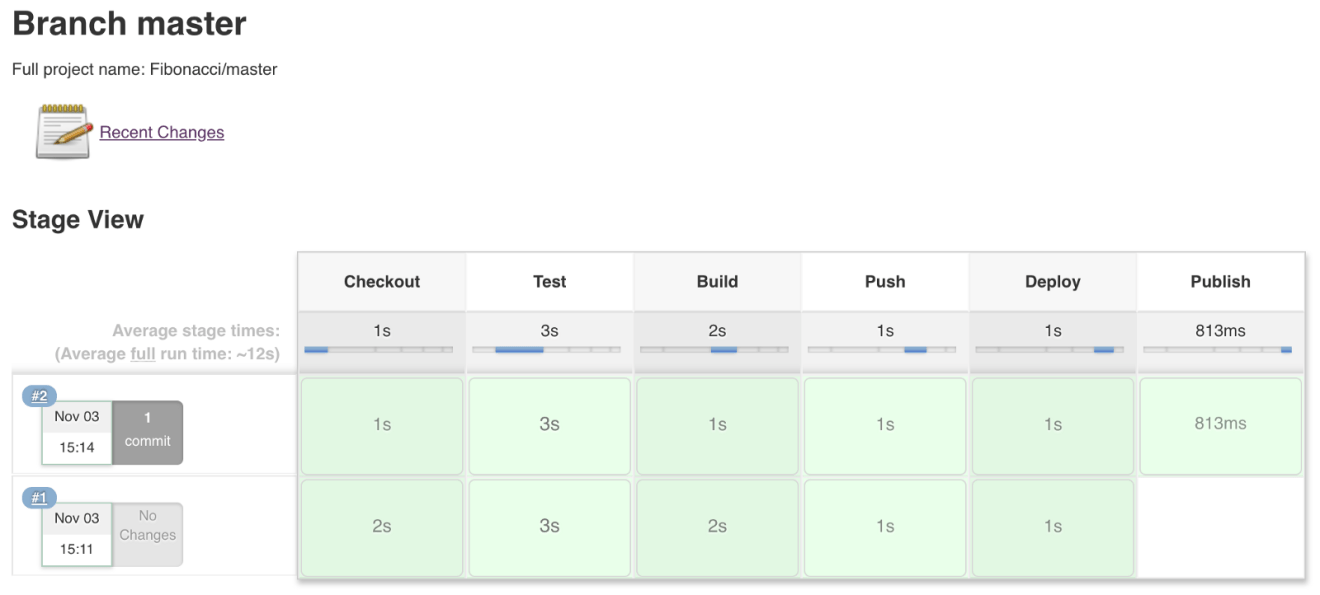 Branch master
Full project name: Fibonacci/master
Recent Changes
Stage View
Checkout Test Build Push Deploy Publish
Average stage times: 1s 3s 2s 1s 1s 813ms
(Average full run time: ~12s)
#2
Nov 03 1
15:14 commit
1s 3s 1s 1s 1s 813ms
#1
Nov 03 No
15:11 Changes
2s 3s 2s 1s 1s